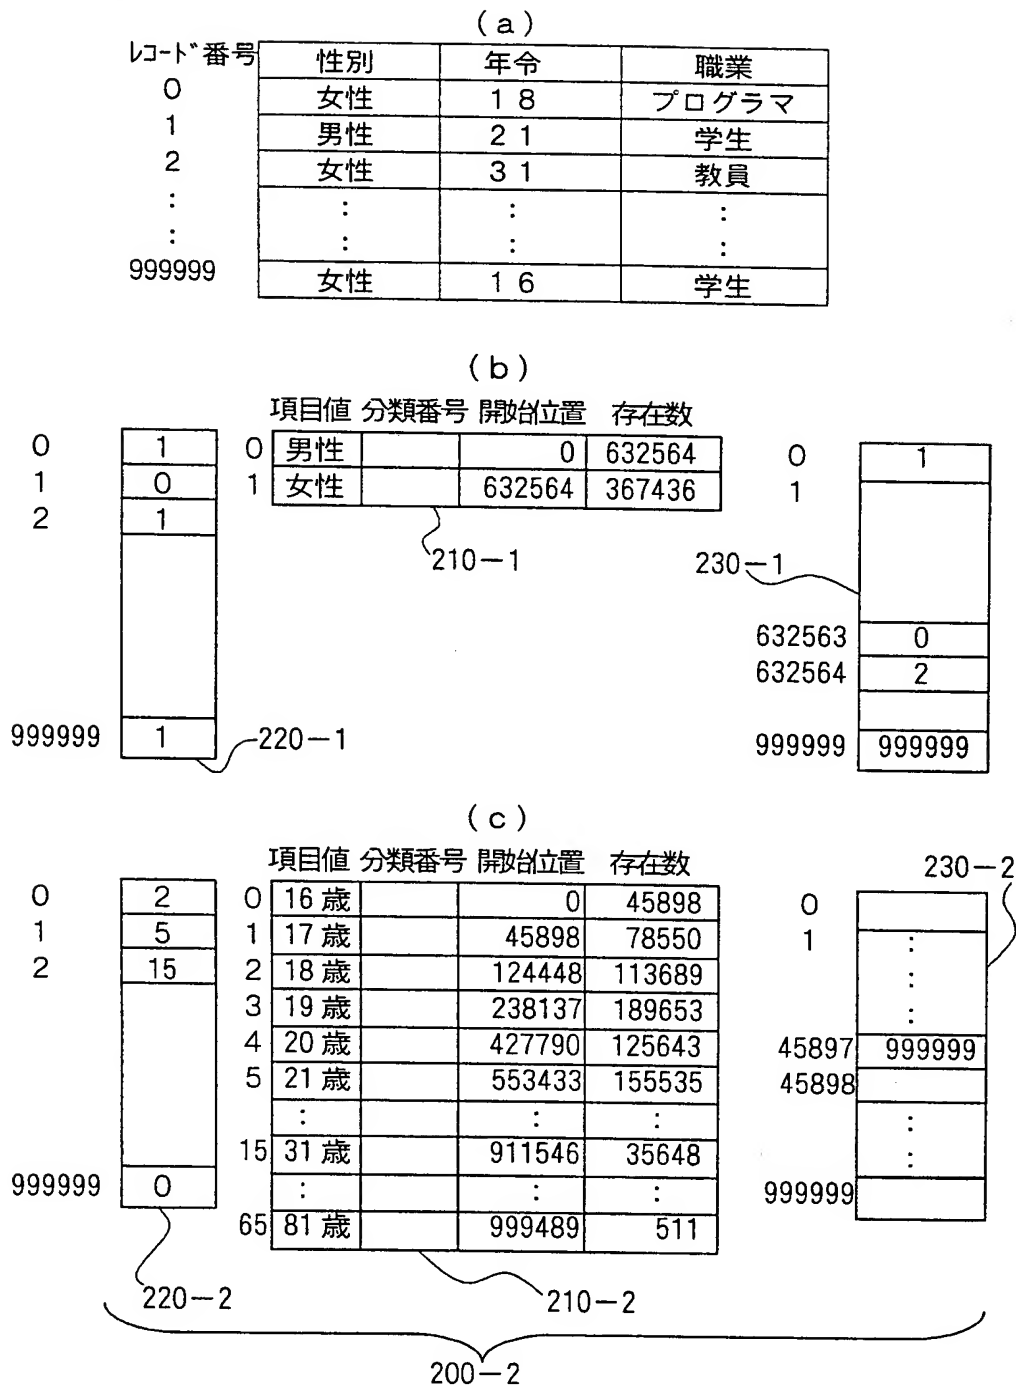 (a)
ﾚｺｰﾄﾞ番号 性別 年令 職業
0 女性 18 プログラマ
1 男性 21 学生
2 女性 31 教員
: : : :
: : : :
999999 女性 16 学生
(b)
項目値 分類番号 開始位置 存在数
0 1 0 男性 0 632564 0 1
1 0 1 女性 632564 367436 1
2 1
210-1
230-1
632563 0
632564 2
999999 1 220-1 999999 999999
(c)
項目値 分類番号 開始位置 存在数 230-2
0 2 0 16歳 0 45898 0
1 5 1 17歳 45898 78550 1 :
2 15 2 18歳 124448 113689 :
3 19歳 238137 189653 :
4 20歳 427790 125643 45897 999999
5 21歳 553433 155535 45898
: : : :
15 31歳 911546 35648 :
999999 0 : : : 999999
65 81歳 999489 511
220-2 210-2
200-2